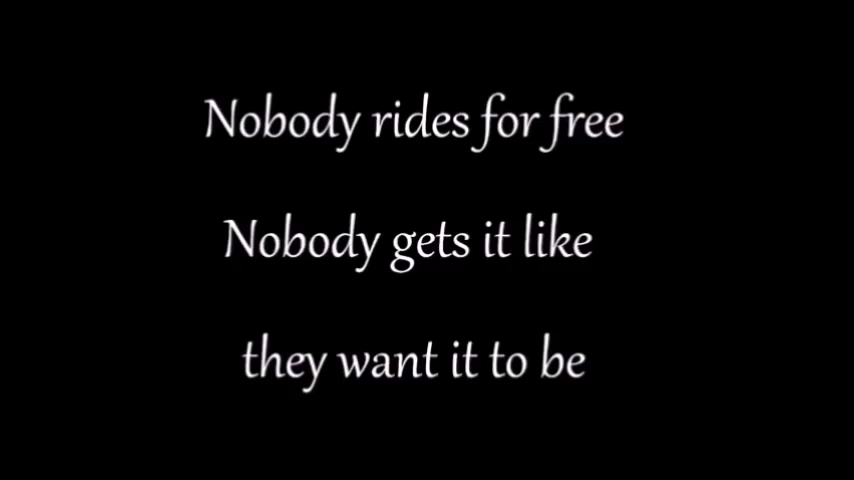 Nobody rides for free
Nobody gets it like
they want it to be